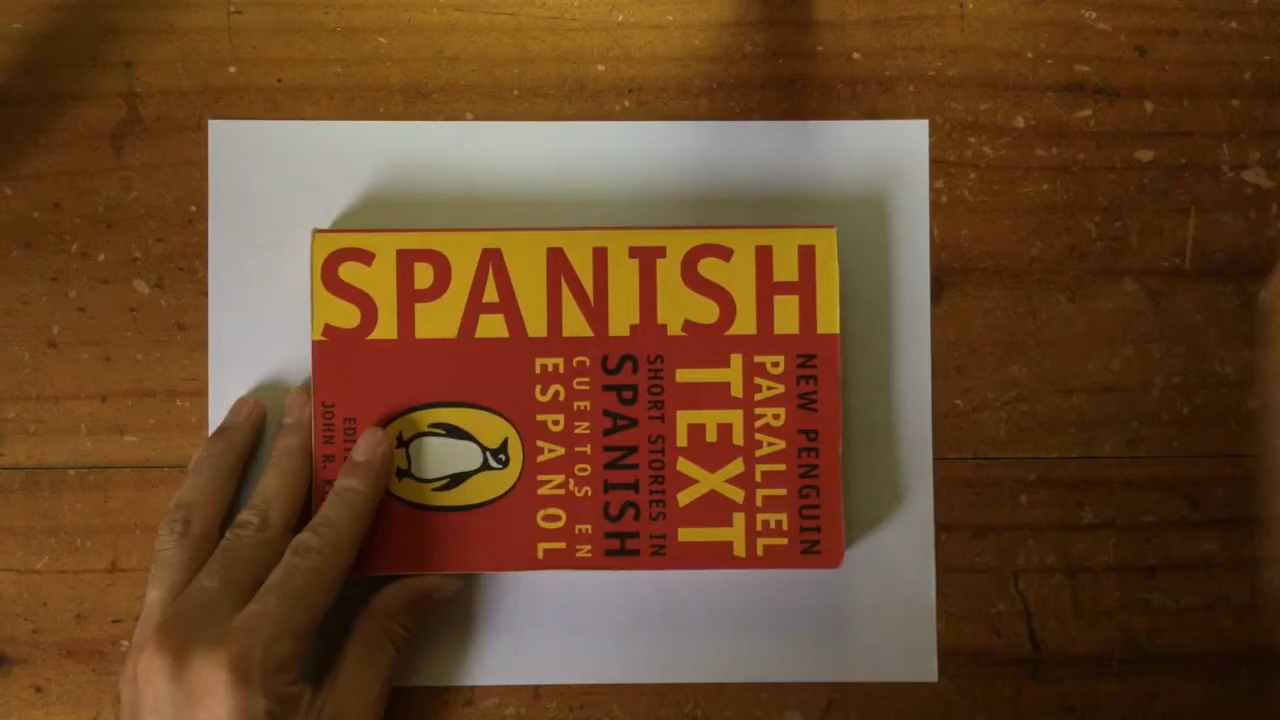 SPANISH
NEW PENGUIN
PARALLEL
TEXT
SHORT STORIES IN
SPANISH
CUENTOS EN
ESPAÑOL
JOHN R.